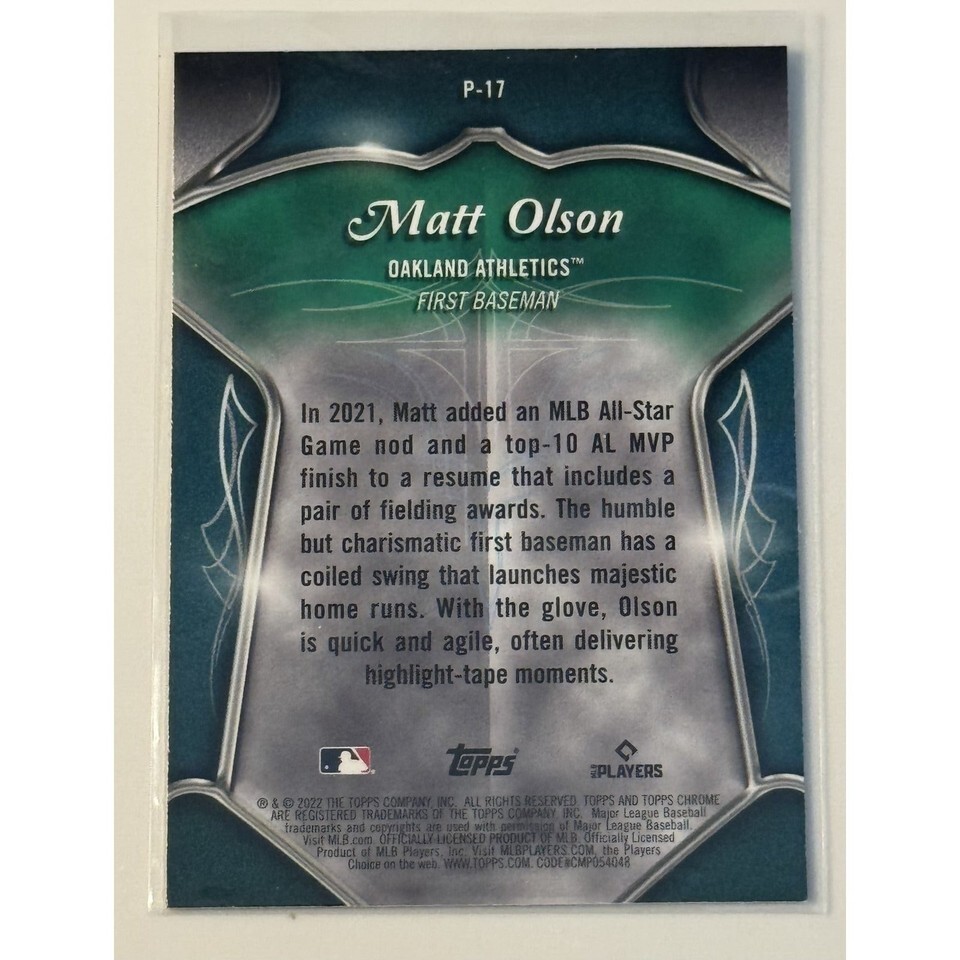 P-17
Matt Olson
OAKLAND ATHLETICS™
FIRST BASEMAN
In 2021, Matt added an MLB All-Star
Game nod and a top-10 AL MVP
finish to a resume that includes a
pair of fielding awards. The humble
but charismatic first baseman has a
coiled swing that launches majestic
home runs. With the glove, Olson
is quick and agile, often delivering
highlight-tape moments.
topps® MLB PLAYERS
® & © 2022 THE TOPPS COMPANY, INC. ALL RIGHTS RESERVED. TOPPS AND TOPPS CHROME
ARE REGISTERED TRADEMARKS OF THE TOPPS COMPANY, INC. Major League Baseball
trademarks and copyrights are used with permission of Major League Baseball.
Visit MLB.com. OFFICIALLY LICENSED PRODUCT OF MLB. Officially Licensed
Product of MLB Players, Inc. Visit MLBPLAYERS.COM, the Players
Choice on the web. WWW.TOPPS.COM. CODE#CMP054048